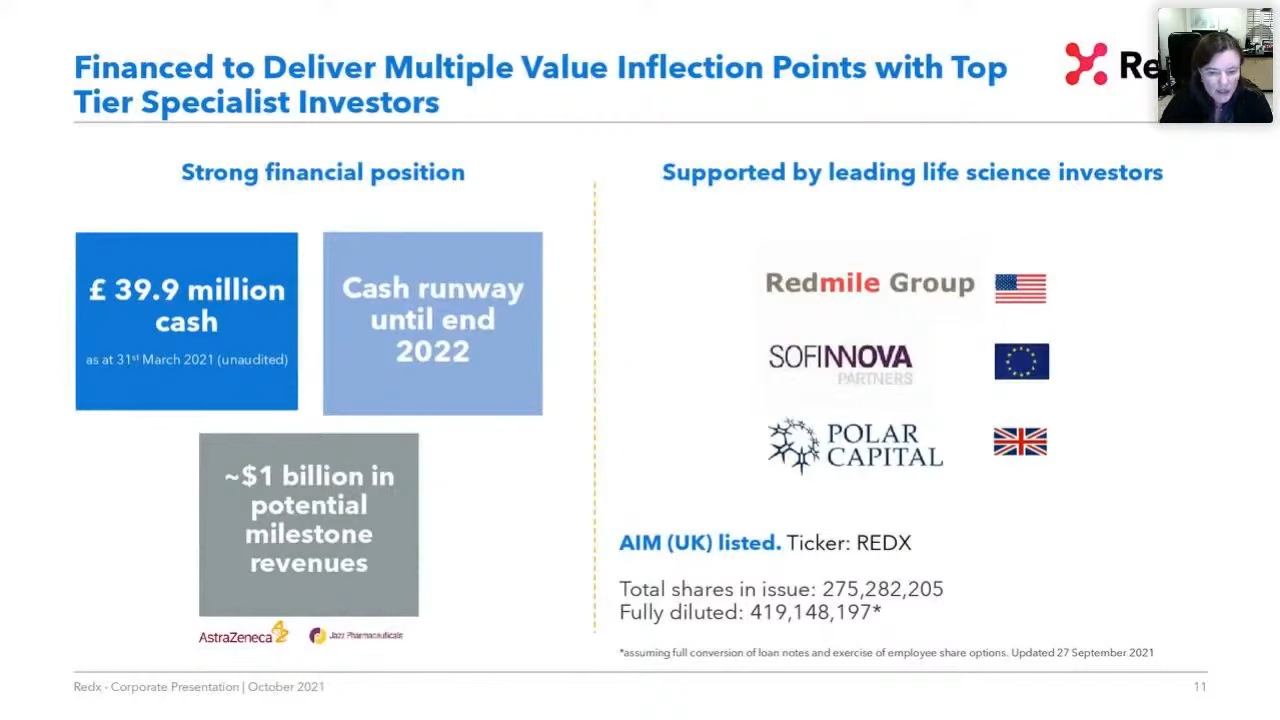 Financed to Deliver Multiple Value Inflection Points with Top
Tier Specialist Investors
Re
Strong financial position
£ 39.9 million
cash
as at 31st March 2021 (unaudited)
Cash runway
until end
2022
~$1 billion in
potential
milestone
revenues
AstraZeneca
Jazz Pharmaceuticals
Supported by leading life science investors
Redmile Group
SOFINNOVA
PARTNERS
POLAR
CAPITAL
AIM (UK) listed. Ticker: REDX
Total shares in issue: 275,282,205
Fully diluted: 419,148,197*
*assuming full conversion of loan notes and exercise of employee share options. Updated 27 September 2021
Redx - Corporate Presentation | October 2021
11